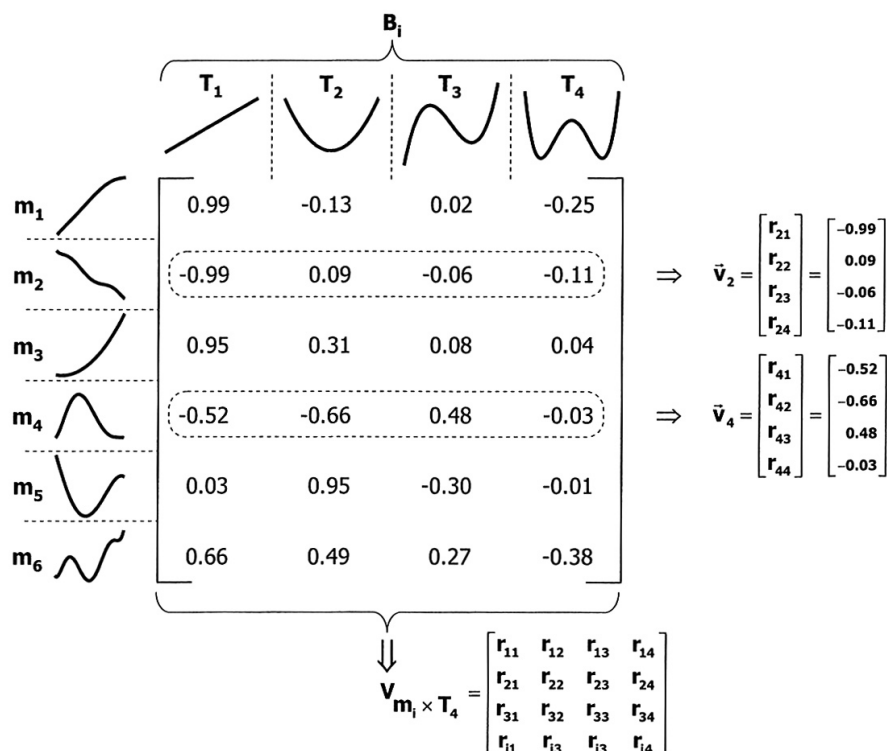 B_i
T_1 T_2 T_3 T_4
m_1 0.99 -0.13 0.02 -0.25
m_2 -0.99 0.09 -0.06 -0.11 ⇒ v⃗_2 = [r_21 r_22 r_23 r_24] = [-0.99 0.09 -0.06 -0.11]
m_3 0.95 0.31 0.08 0.04
m_4 -0.52 -0.66 0.48 -0.03 ⇒ v⃗_4 = [r_41 r_42 r_43 r_44] = [-0.52 -0.66 0.48 -0.03]
m_5 0.03 0.95 -0.30 -0.01
m_6 0.66 0.49 0.27 -0.38
⇓
V_{m_i × T_4} =
r_11 r_12 r_13 r_14
r_21 r_22 r_23 r_24
r_31 r_32 r_33 r_34
r_i1 r_i3 r_i3 r_i4